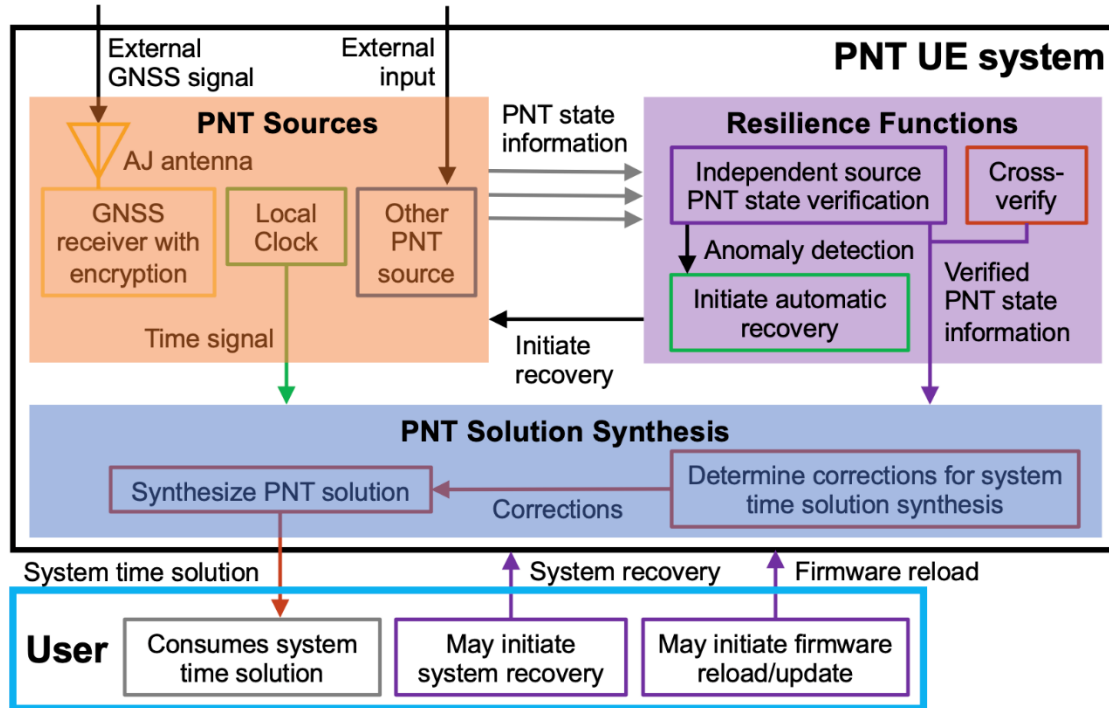 External
GNSS signal
External
input
PNT UE system
PNT Sources
AJ antenna
GNSS
receiver with
encryption
Local
Clock
Other
PNT
source
Time signal
PNT state
information
Initiate
recovery
Resilience Functions
Independent source
PNT state verification
Cross-
verify
Anomaly detection
Initiate automatic
recovery
Verified
PNT state
information
PNT Solution Synthesis
Synthesize PNT solution
Corrections
Determine corrections for system
time solution synthesis
System time solution
System recovery
Firmware reload
User
Consumes system
time solution
May initiate
system recovery
May initiate firmware
reload/update